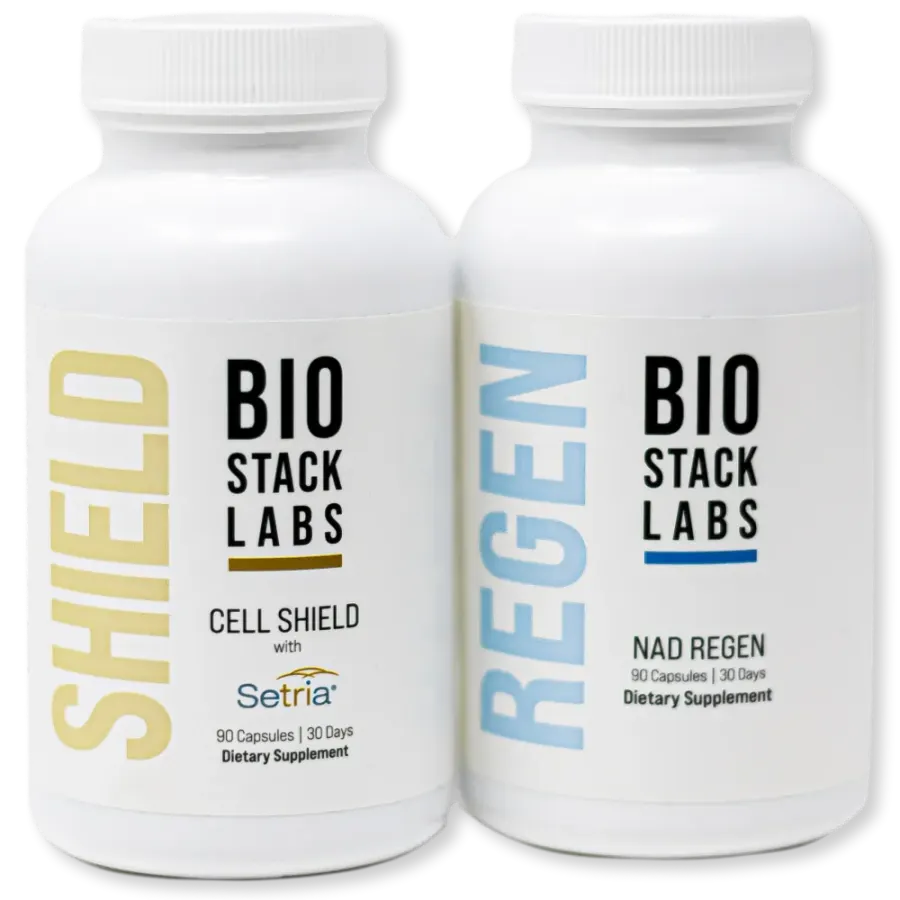 SHIELD
BIO
STACK
LABS
CELL SHIELD
with
Setria®
90 Capsules | 30 Days
Dietary Supplement
REGEN
BIO
STACK
LABS
NAD REGEN
90 Capsules | 30 Days
Dietary Supplement